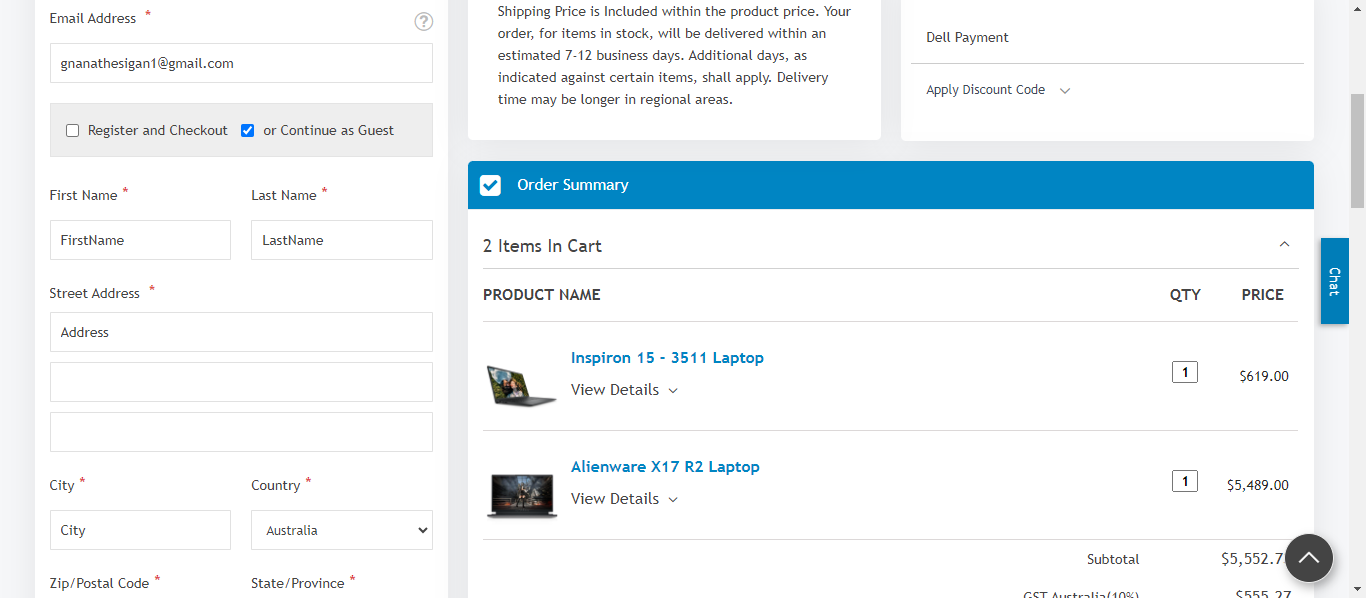 Email Address *
?
gnanathesigan1@gmail.com
Register and Checkout or Continue as Guest
First Name * Last Name *
FirstName LastName
Street Address *
Address
City * Country *
City Australia
Zip/Postal Code * State/Province *
Shipping Price is Included within the product price. Your
order, for items in stock, will be delivered within an
estimated 7-12 business days. Additional days, as
indicated against certain items, shall apply. Delivery
time may be longer in regional areas.
Dell Payment
Apply Discount Code
Order Summary
2 Items In Cart
PRODUCT NAME QTY PRICE
Inspiron 15 - 3511 Laptop
View Details
1 $619.00
Alienware X17 R2 Laptop
View Details
1 $5,489.00
Subtotal $5,552.7
GST Australia(10%) $555.27
Chat